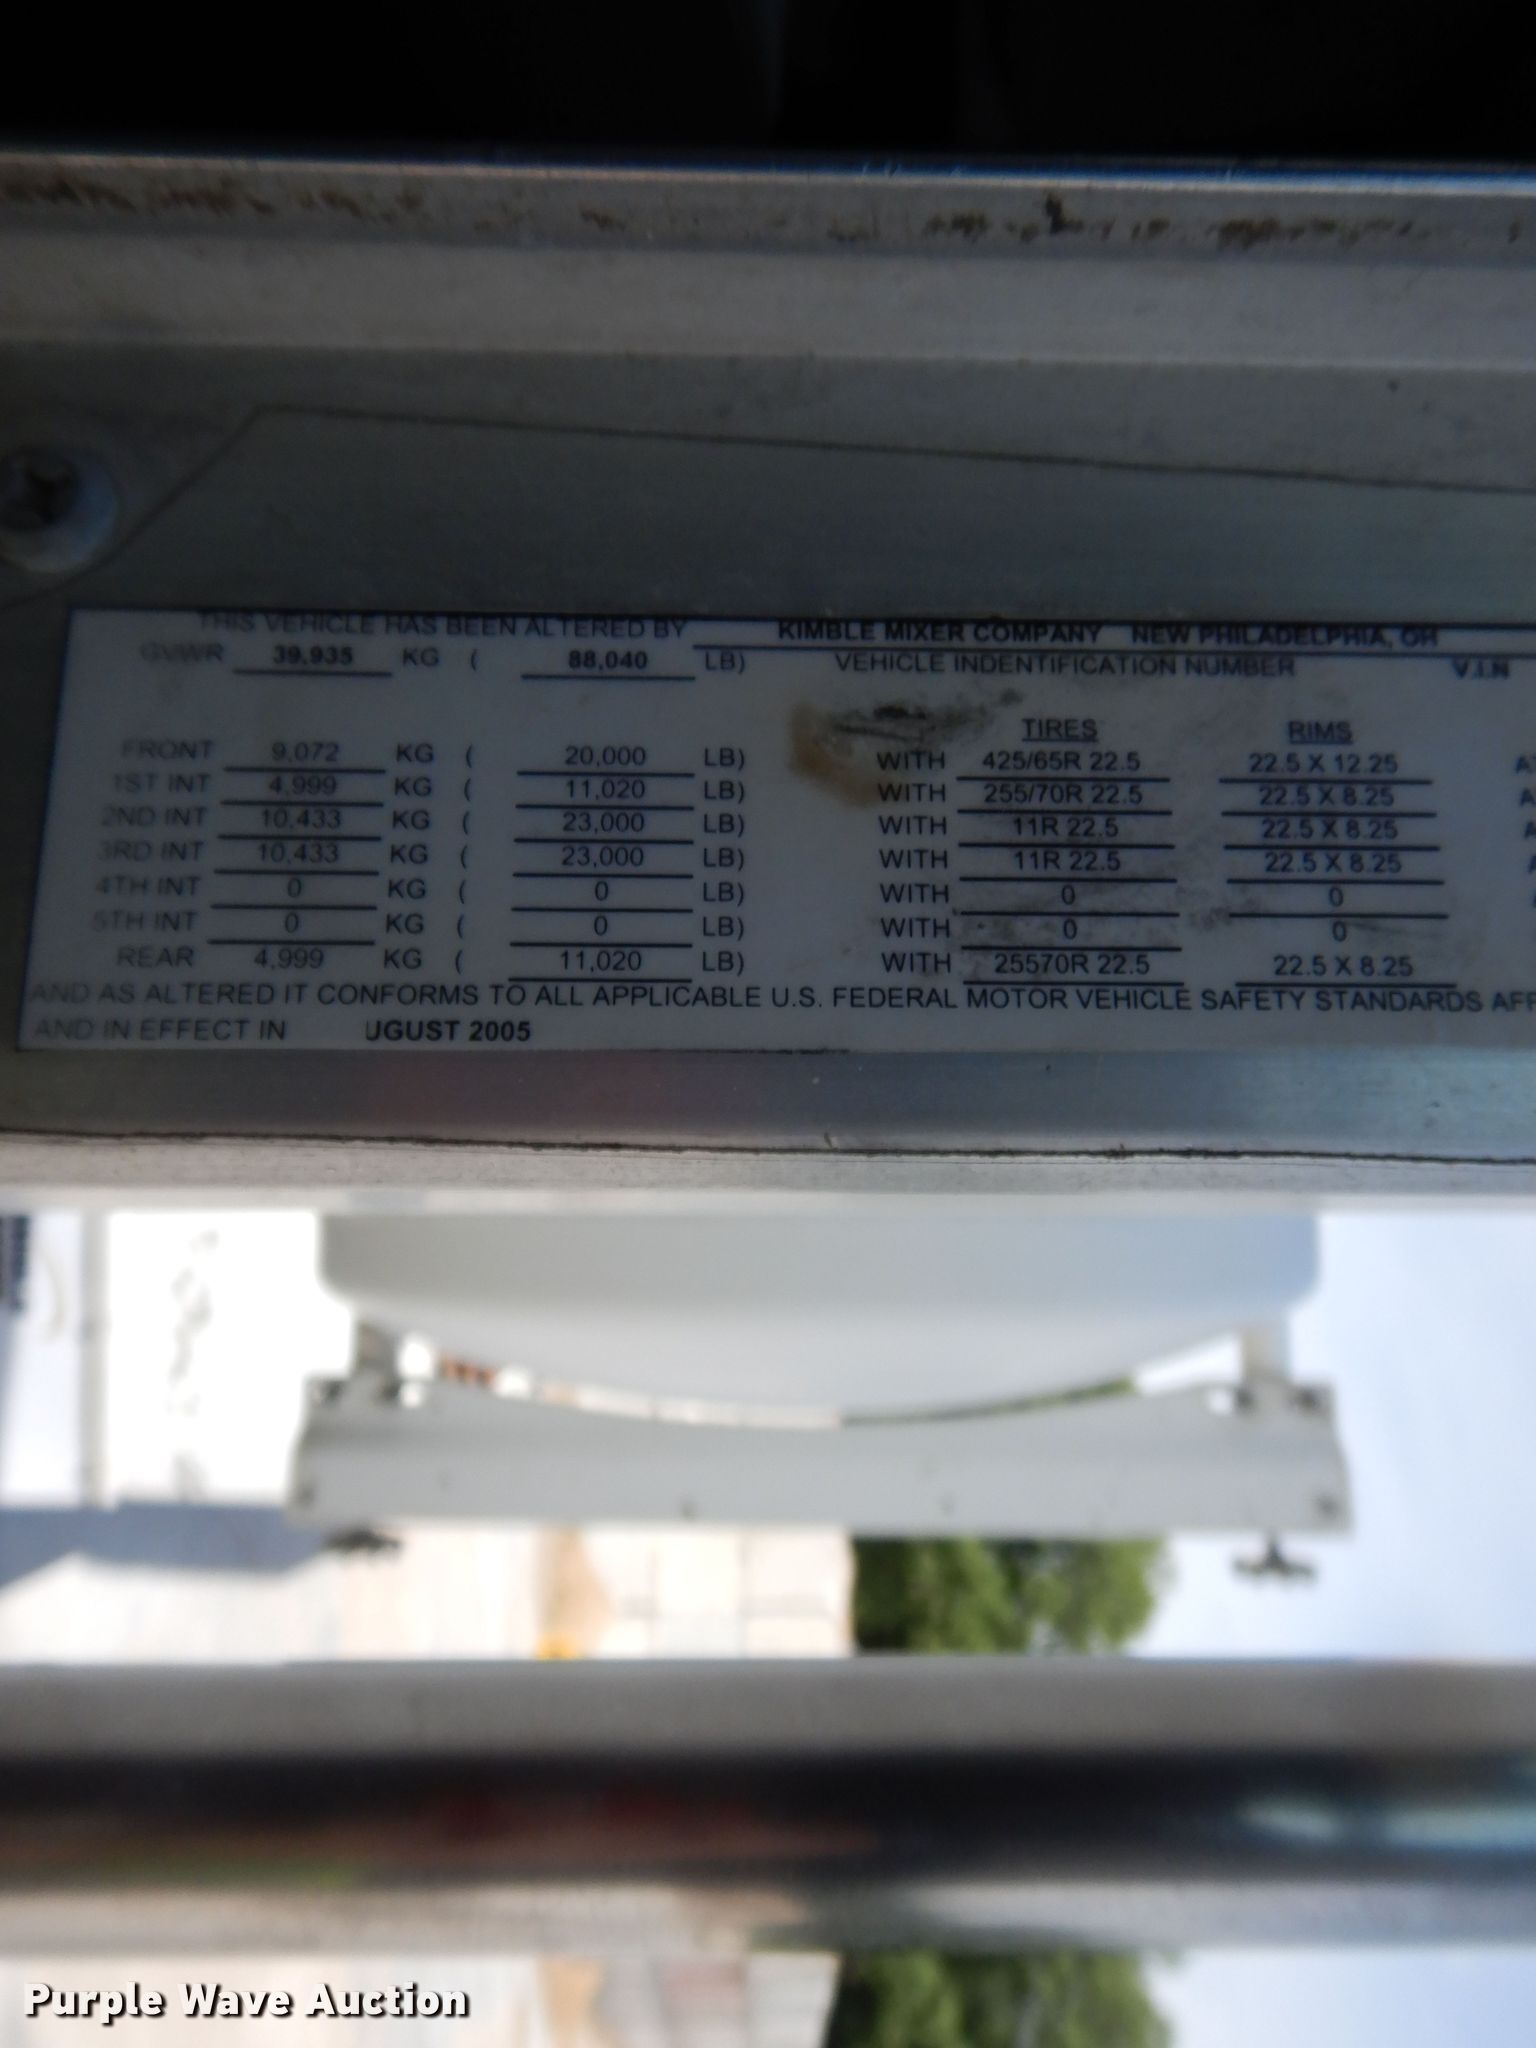 THIS VEHICLE HAS BEEN ALTERED BY KIMBLE MIXER COMPANY NEW PHILADELPHIA, OH
GVWR 39,935 KG ( 88,040 LB) VEHICLE INDENTIFICATION NUMBER V.I.N
TIRES RIMS
FRONT 9,072 KG ( 20,000 LB) WITH 425/65R 22.5 22.5 X 12.25
1ST INT 4,999 KG ( 11,020 LB) WITH 255/70R 22.5 22.5 X 8.25
2ND INT 10,433 KG ( 23,000 LB) WITH 11R 22.5 22.5 X 8.25
3RD INT 10,433 KG ( 23,000 LB) WITH 11R 22.5 22.5 X 8.25
4TH INT 0 KG ( 0 LB) WITH 0 0
5TH INT 0 KG ( 0 LB) WITH 0 0
REAR 4,999 KG ( 11,020 LB) WITH 25570R 22.5 22.5 X 8.25
AND AS ALTERED IT CONFORMS TO ALL APPLICABLE U.S. FEDERAL MOTOR VEHICLE SAFETY STANDARDS
AND IN EFFECT IN UGUST 2005
Purple Wave Auction